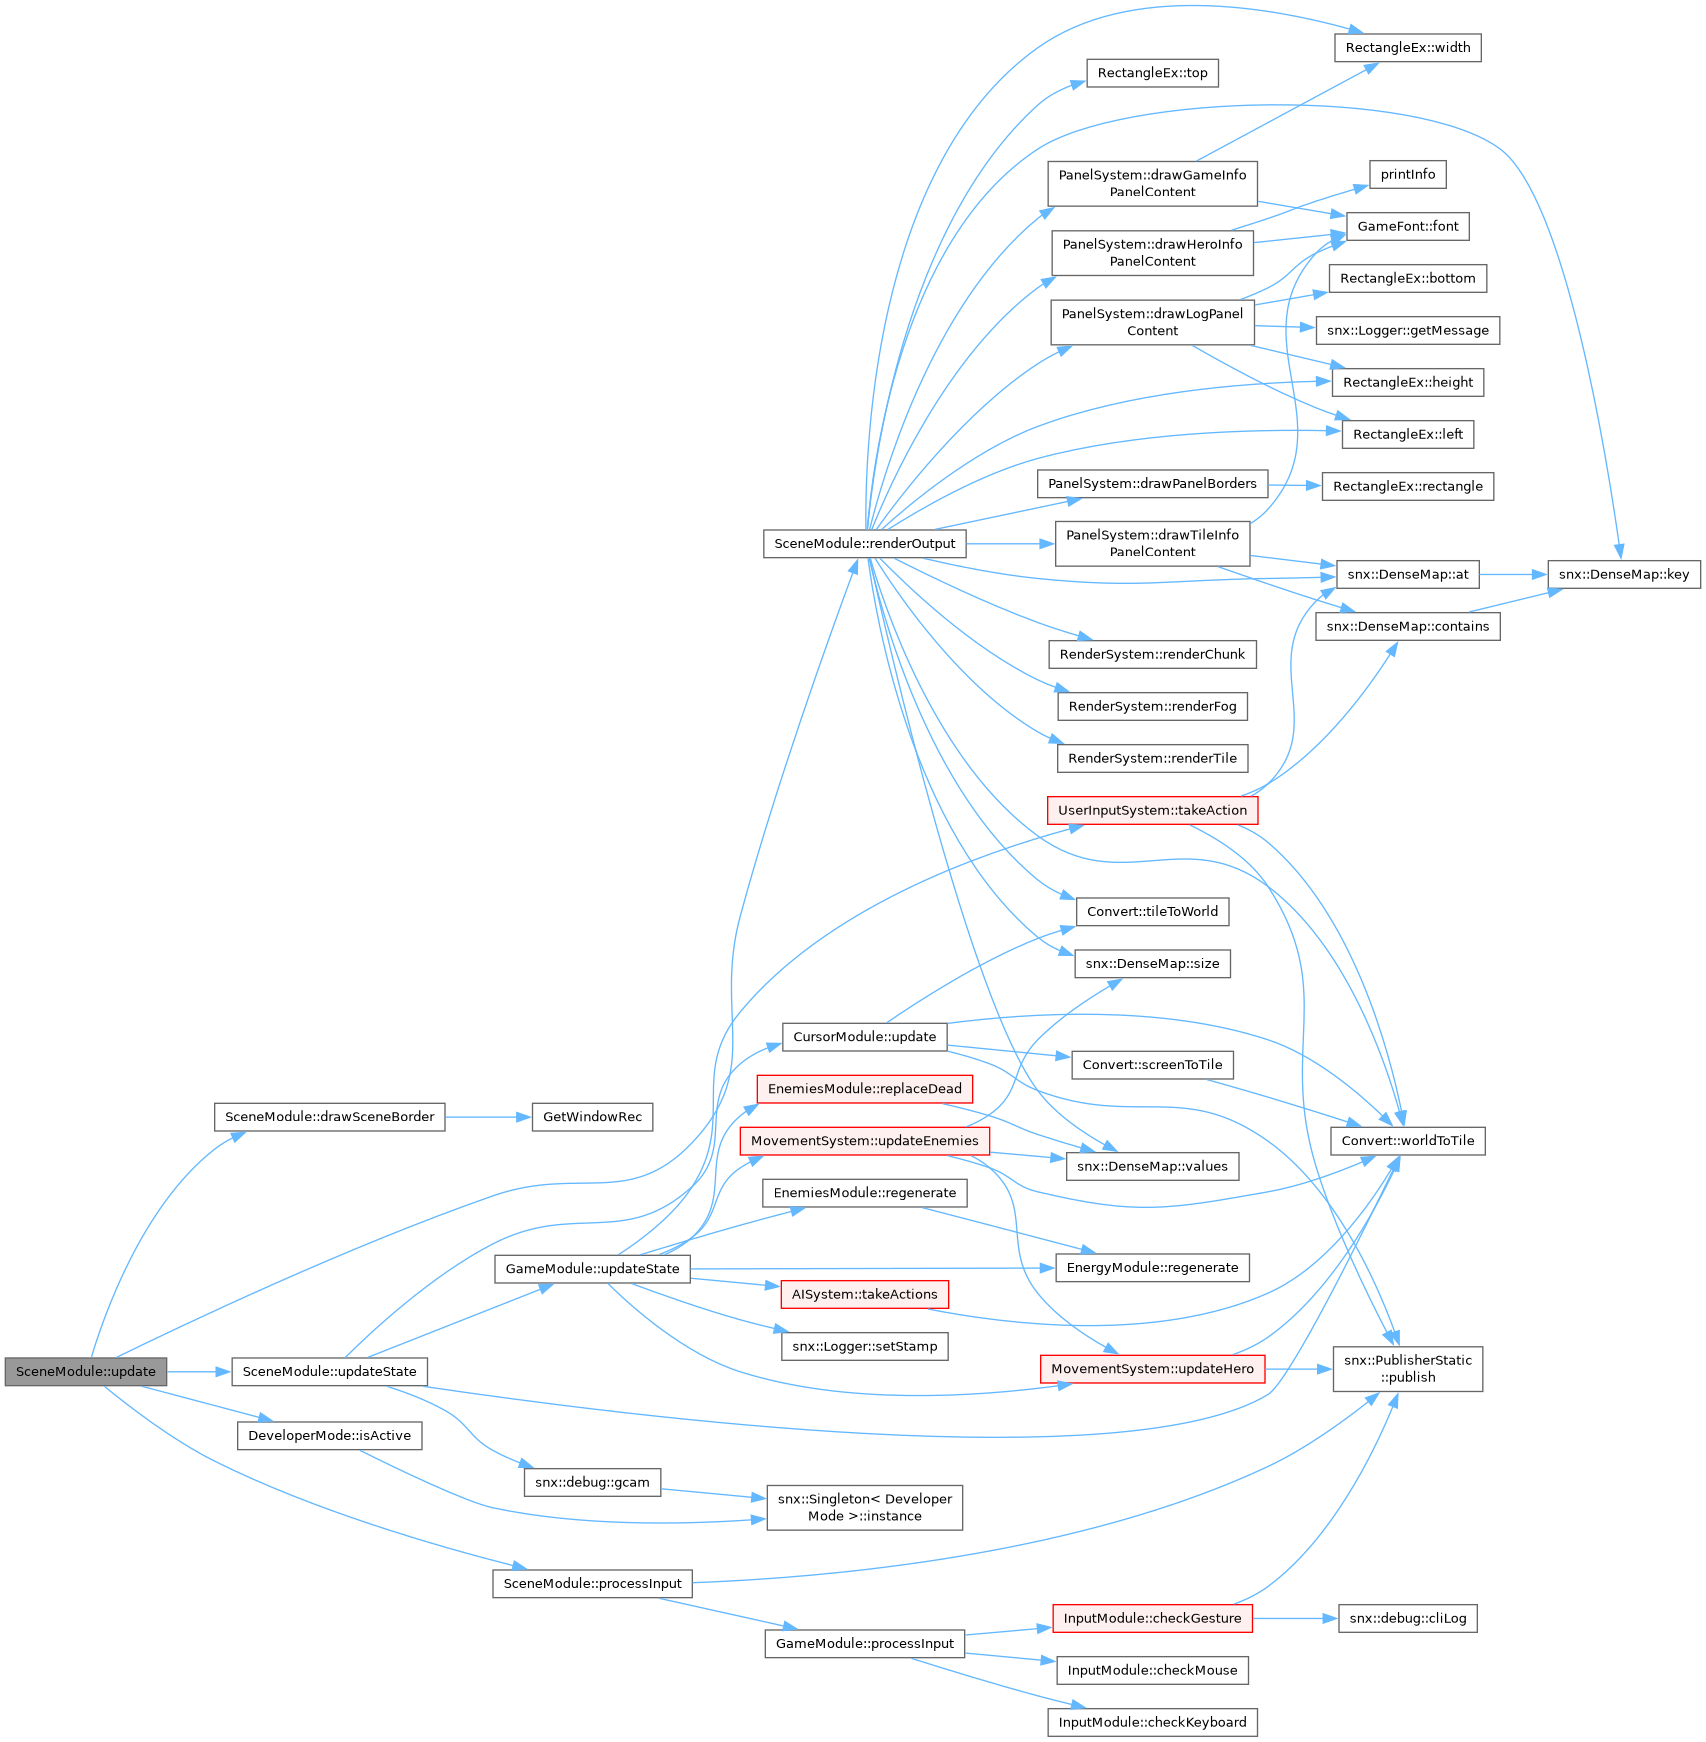 RectangleEx::width
RectangleEx::top
PanelSystem::drawGameInfo
PanelContent
printInfo
GameFont::font
PanelSystem::drawHeroInfo
PanelContent
RectangleEx::bottom
PanelSystem::drawLogPanel
Content
snx::Logger::getMessage
RectangleEx::height
RectangleEx::left
PanelSystem::drawPanelBorders
RectangleEx::rectangle
SceneModule::renderOutput
PanelSystem::drawTileInfo
PanelContent
snx::DenseMap::at
snx::DenseMap::key
snx::DenseMap::contains
RenderSystem::renderChunk
RenderSystem::renderFog
RenderSystem::renderTile
UserInputSystem::takeAction
Convert::tileToWorld
snx::DenseMap::size
CursorModule::update
Convert::screenToTile
EnemiesModule::replaceDead
SceneModule::drawSceneBorder
GetWindowRec
MovementSystem::updateEnemies
Convert::worldToTile
snx::DenseMap::values
EnemiesModule::regenerate
GameModule::updateState
EnergyModule::regenerate
AISystem::takeActions
snx::Logger::setStamp
SceneModule::update
SceneModule::updateState
MovementSystem::updateHero
snx::PublisherStatic
::publish
DeveloperMode::isActive
snx::debug::gcam
snx::Singleton< Developer
Mode >::instance
SceneModule::processInput
InputModule::checkGesture
snx::debug::cliLog
GameModule::processInput
InputModule::checkMouse
InputModule::checkKeyboard